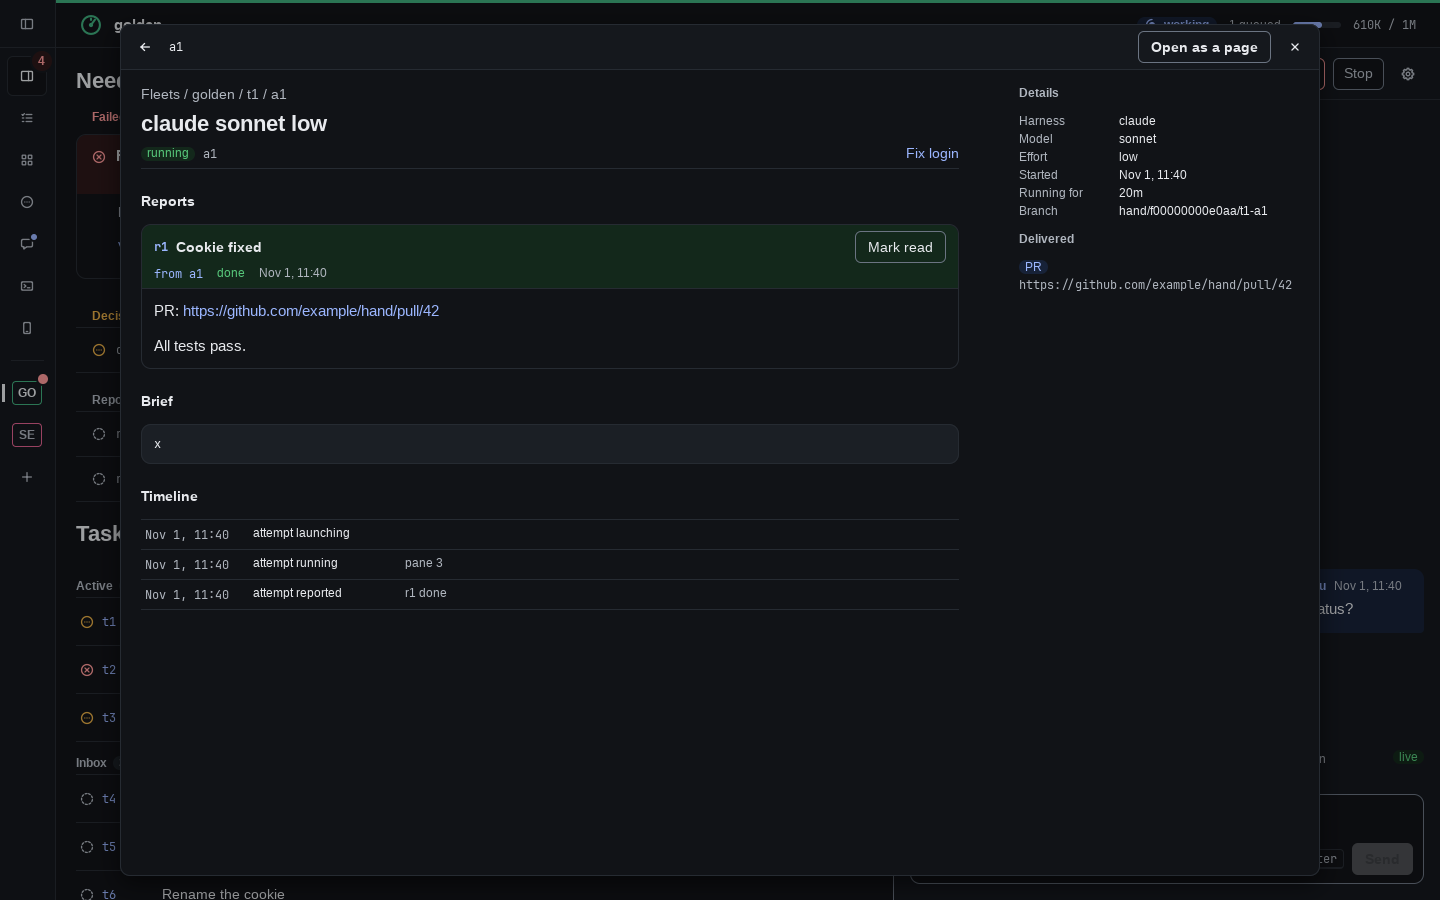 golden
working
1 queued
610K / 1M
4
a1
Open as a page
Stop
Need
Failed
Fleets / golden / t1 / a1
claude sonnet low
running a1
Fix login
Details
Harness claude
Model sonnet
Effort low
Started Nov 1, 11:40
Running for 20m
Branch hand/f00000000e0aa/t1-a1
Delivered
PR
https://github.com/example/hand/pull/42
Reports
r1 Cookie fixed
Mark read
from a1 done Nov 1, 11:40
PR: https://github.com/example/hand/pull/42
All tests pass.
Brief
x
Timeline
Nov 1, 11:40 attempt launching
Nov 1, 11:40 attempt running pane 3
Nov 1, 11:40 attempt reported r1 done
Decis
Repo
GO
SE
Task
Active
t1
t2
t3
Inbox
t4
t5
t6 Rename the cookie
u Nov 1, 11:40
atus?
n
live
ter
Send